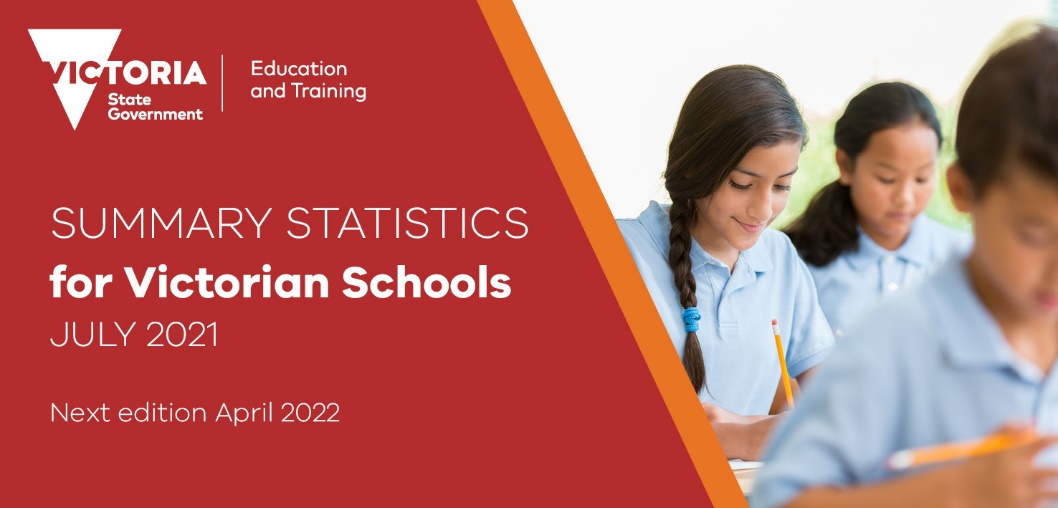 VICTORIA
State
Government
Education
and Training
SUMMARY STATISTICS
for Victorian Schools
JULY 2021
Next edition April 2022